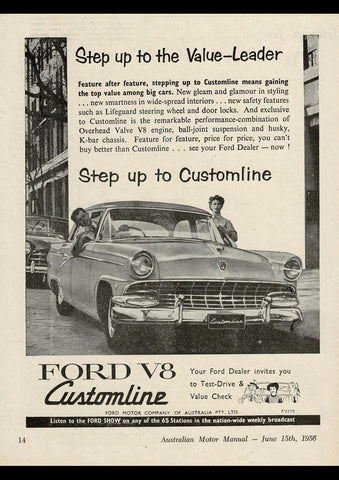 Step up to the Value-Leader
Feature after feature, stepping up to Customline means gaining
the top value among big cars. New gleam and glamour in styling
. . . new smartness in wide-spread interiors . . . new safety features
such as Lifeguard steering wheel and door locks. And exclusive
to Customline is the remarkable performance-combination of
Overhead Valve V8 engine, ball-joint suspension and husky,
K-bar chassis. Feature for feature, price for price, you can't
buy better than Customline . . . see your Ford Dealer — now !
Step up to Customline
Customline
FORD V8
Customline
Your Ford Dealer invites you
to Test-Drive &
Value Check
FORD MOTOR COMPANY OF AUSTRALIA PTY. LTD.
Listen to the FORD SHOW on any of the 65 Stations in the nation-wide weekly broadcast
14
Australian Motor Manual — June 15th, 1956